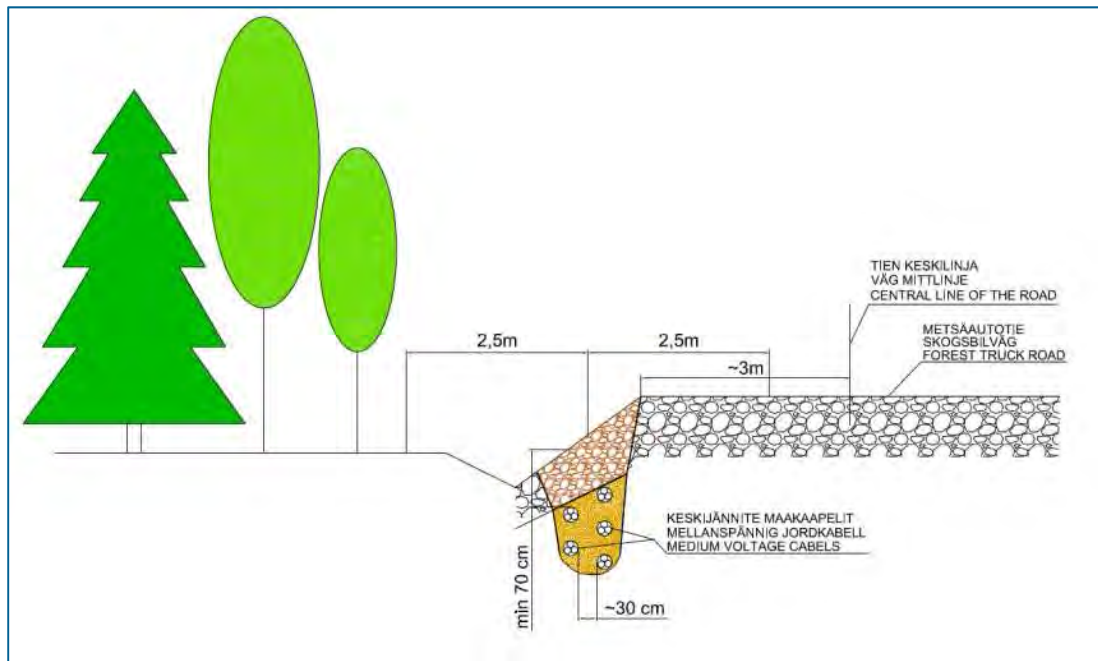 TIEN KESKILINJA
VÄG MITTLINJE
CENTRAL LINE OF THE ROAD
METSÄAUTOTIE
SKOGSBILVÄG
FOREST TRUCK ROAD
2,5m
2,5m
~3m
KESKIJÄNNITE MAAKAAPELIT
MELLANSPÄNNIG JORDKABELL
MEDIUM VOLTAGE CABELS
min 70 cm
~30 cm